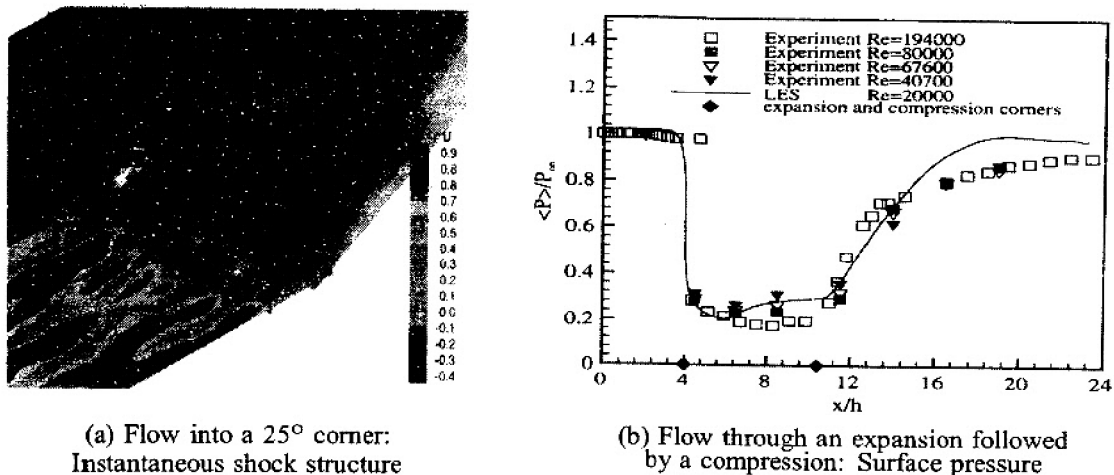 U
0.9
0.8
0.8
0.7
0.6
0.5
0.4
0.4
0.3
0.2
0.1
0.0
-0.1
-0.2
-0.3
-0.4
(a) Flow into a 25° corner:
Instantaneous shock structure
1.4
1.2
1
0.8
0.6
0.4
0.2
0
<P>/P∞
Experiment Re=194000
Experiment Re=80000
Experiment Re=67600
Experiment Re=40700
LES Re=20000
expansion and compression corners
0 4 8 12 16 20 24
x/h
(b) Flow through an expansion followed
by a compression: Surface pressure